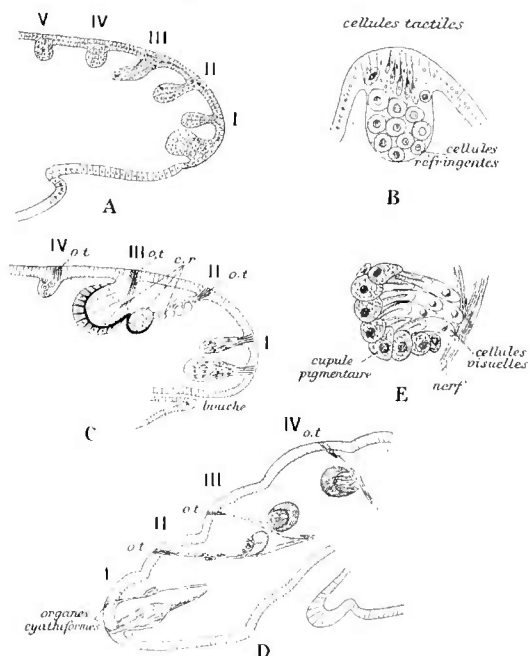 V IV III
II
I
A
cellules tactiles
cellules
réfringentes
B
IV o.t III o.t c.r II o.t
I
bouche
C
cupule
pigmentaire
cellules
visuelles
nerf
E
IV o.t
III
o.t
II
o.t
I
organes
cyathiformes
D